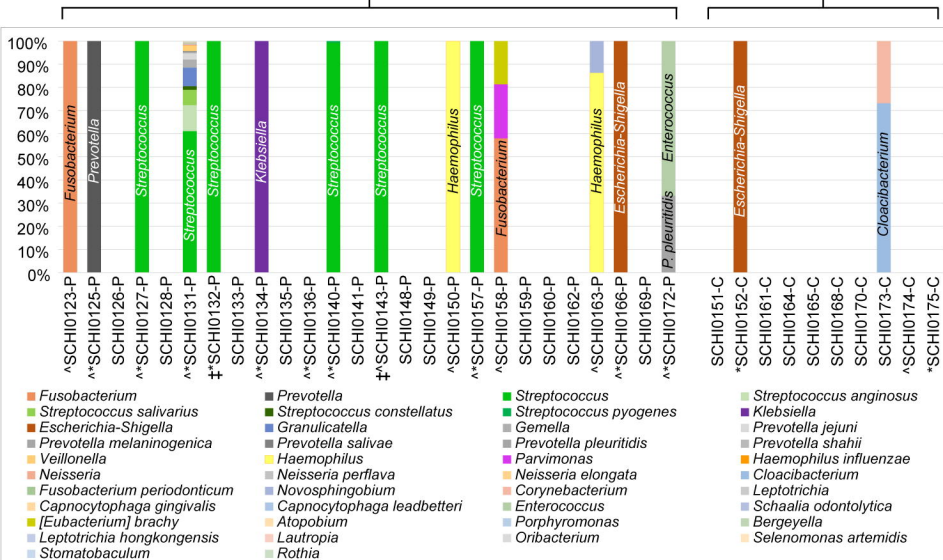 100%
90%
80%
70%
60%
50%
40%
30%
20%
10%
0%
Fusobacterium
Prevotella
Streptococcus
Streptococcus
Streptococcus
Klebsiella
Streptococcus
Streptococcus
Haemophilus
Streptococcus
Fusobacterium
Haemophilus
Escherichia-Shigella
P. pleuritidis Enterococcus
Escherichia-Shigella
Cloacibacterium
^SCHI0123-P
^*SCHI0125-P
SCHI0126-P
^*SCHI0127-P
SCHI0128-P
^*SCHI0131-P
‡*SCHI0132-P
SCHI0133-P
^*SCHI0134-P
SCHI0135-P
^*SCHI0136-P
^*SCHI0140-P
SCHI0141-P
‡^SCHI0143-P
SCHI0148-P
SCHI0149-P
^SCHI0150-P
^*SCHI0157-P
^SCHI0158-P
SCHI0159-P
SCHI0160-P
SCHI0162-P
^SCHI0163-P
^*SCHI0166-P
SCHI0169-P
^*SCHI0172-P
SCHI0151-C
*SCHI0152-C
SCHI0161-C
SCHI0164-C
SCHI0165-C
SCHI0168-C
SCHI0170-C
SCHI0173-C
^SCHI0174-C
*SCHI0175-C
Fusobacterium Prevotella Streptococcus Streptococcus anginosus
Streptococcus salivarius Streptococcus constellatus Streptococcus pyogenes Klebsiella
Escherichia-Shigella Granulicatella Gemella Prevotella jejuni
Prevotella melaninogenica Prevotella salivae Prevotella pleuritidis Prevotella shahii
Veillonella Haemophilus Parvimonas Haemophilus influenzae
Neisseria Neisseria perflava Neisseria elongata Cloacibacterium
Fusobacterium periodonticum Novosphingobium Corynebacterium Leptotrichia
Capnocytophaga gingivalis Capnocytophaga leadbetteri Enterococcus Schaalia odontolytica
[Eubacterium] brachy Atopobium Porphyromonas Bergeyella
Leptotrichia hongkongensis Lautropia Oribacterium Selenomonas artemidis
Stomatobaculum Rothia